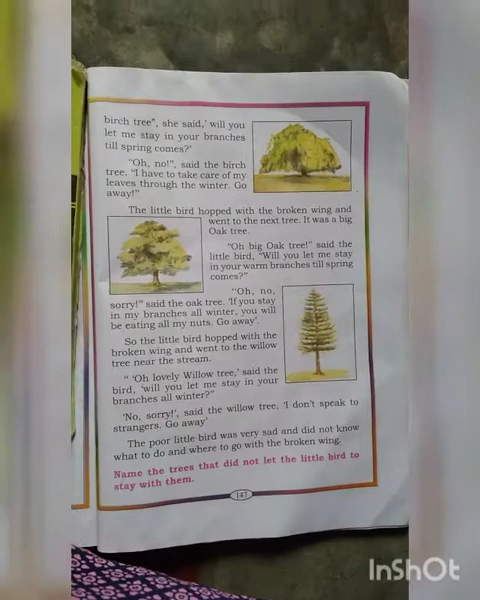 birch tree", she said,' will you
let me stay in your branches
till spring comes?'
"Oh, no!", said the birch
tree. "I have to take care of my
leaves through the winter. Go
away!"
The little bird hopped with the broken wing and
went to the next tree. It was a big
Oak tree.
"Oh big Oak tree!" said the
little bird, "Will you let me stay
in your warm branches till spring
comes?"
"Oh, no,
sorry!" said the oak tree. 'If you stay
in my branches all winter, you will
be eating all my nuts. Go away'.
So the little bird hopped with the
broken wing and went to the willow
tree near the stream.
" 'Oh lovely Willow tree,' said the
bird, 'will you let me stay in your
branches all winter?"
'No, sorry!', said the willow tree, 'I don't speak to
strangers. Go away'
The poor little bird was very sad and did not know
what to do and where to go with the broken wing.
Name the trees that did not let the little bird to
stay with them.
147
InShOt